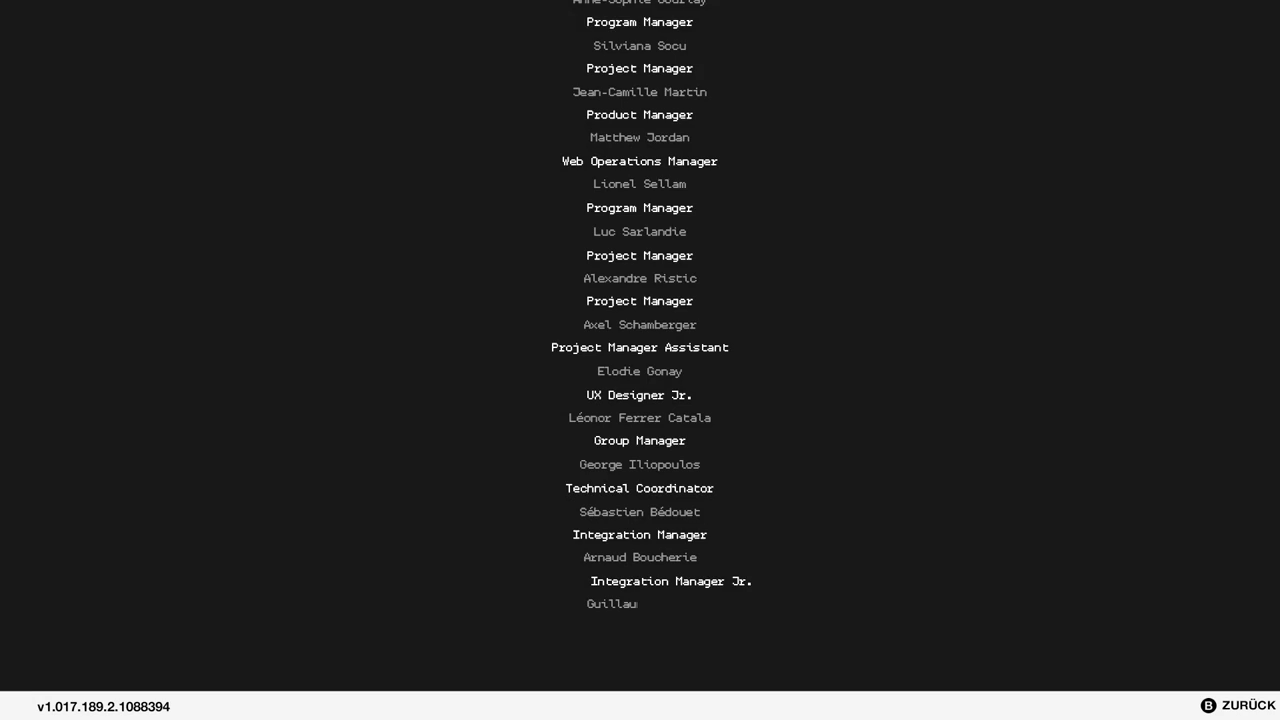 Program Manager
Silviana Socu
Project Manager
Jean-Camille Martin
Product Manager
Matthew Jordan
Web Operations Manager
Lionel Sellam
Program Manager
Luc Sarlandie
Project Manager
Alexandre Ristic
Project Manager
Axel Schamberger
Project Manager Assistant
Elodie Gonay
UX Designer Jr.
Léonor Ferrer Catala
Group Manager
George Iliopoulos
Technical Coordinator
Sébastien Bédouet
Integration Manager
Arnaud Boucherie
Integration Manager Jr.
Guillau
v1.017.189.2.1088394
B ZURÜCK